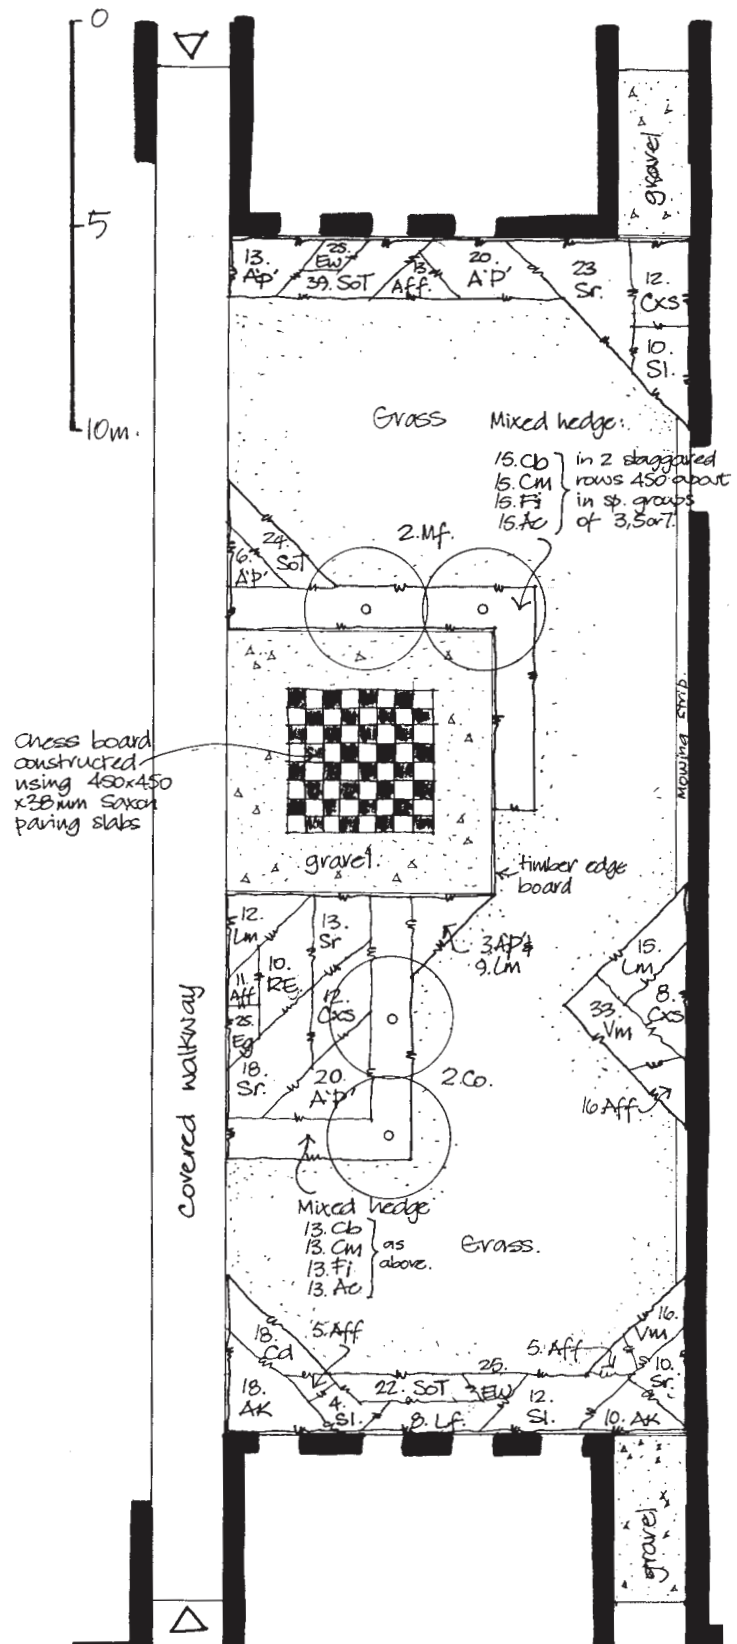 0
5
10m.
gravel
13.
A'P'
25.
EW
39. SoT
13
Aff.
20.
A'P'
23
Sr.
12.
Cxs
10.
Sl.
Grass
Mixed hedge:
15. Cb
15. Cm
15. Fi
15. Ac
in 2 staggared
rows 450 about
in sp. groups
of 3,5or7.
2.Mf.
24.
SoT
6.
A'P'
Mowing strip.
Chess board
constructed
using 450x450
x38mm Saxon
paving slabs
gravel.
timber edge
board
3.A'P'&
9.Lm
12.
Lm
13.
Sr
10.
RE
11.
Aff
25.
Eg
12.
Cxs
18.
Sr.
20.
A'P'
2.Co.
15.
Lm
8.
Cxs
33.
Vm
16.Aff
Covered walkway
Mixed hedge
13. Cb
13. Cm
13. Fi
13. Ac
as
above.
Grass.
18.
Cd
5.Aff
18.
AK
4.
Sl.
22. SoT
25.
EW
8. Lf.
12.
Sl.
5.Aff
16.
Vm
10.
Sr.
10. AK
gravel